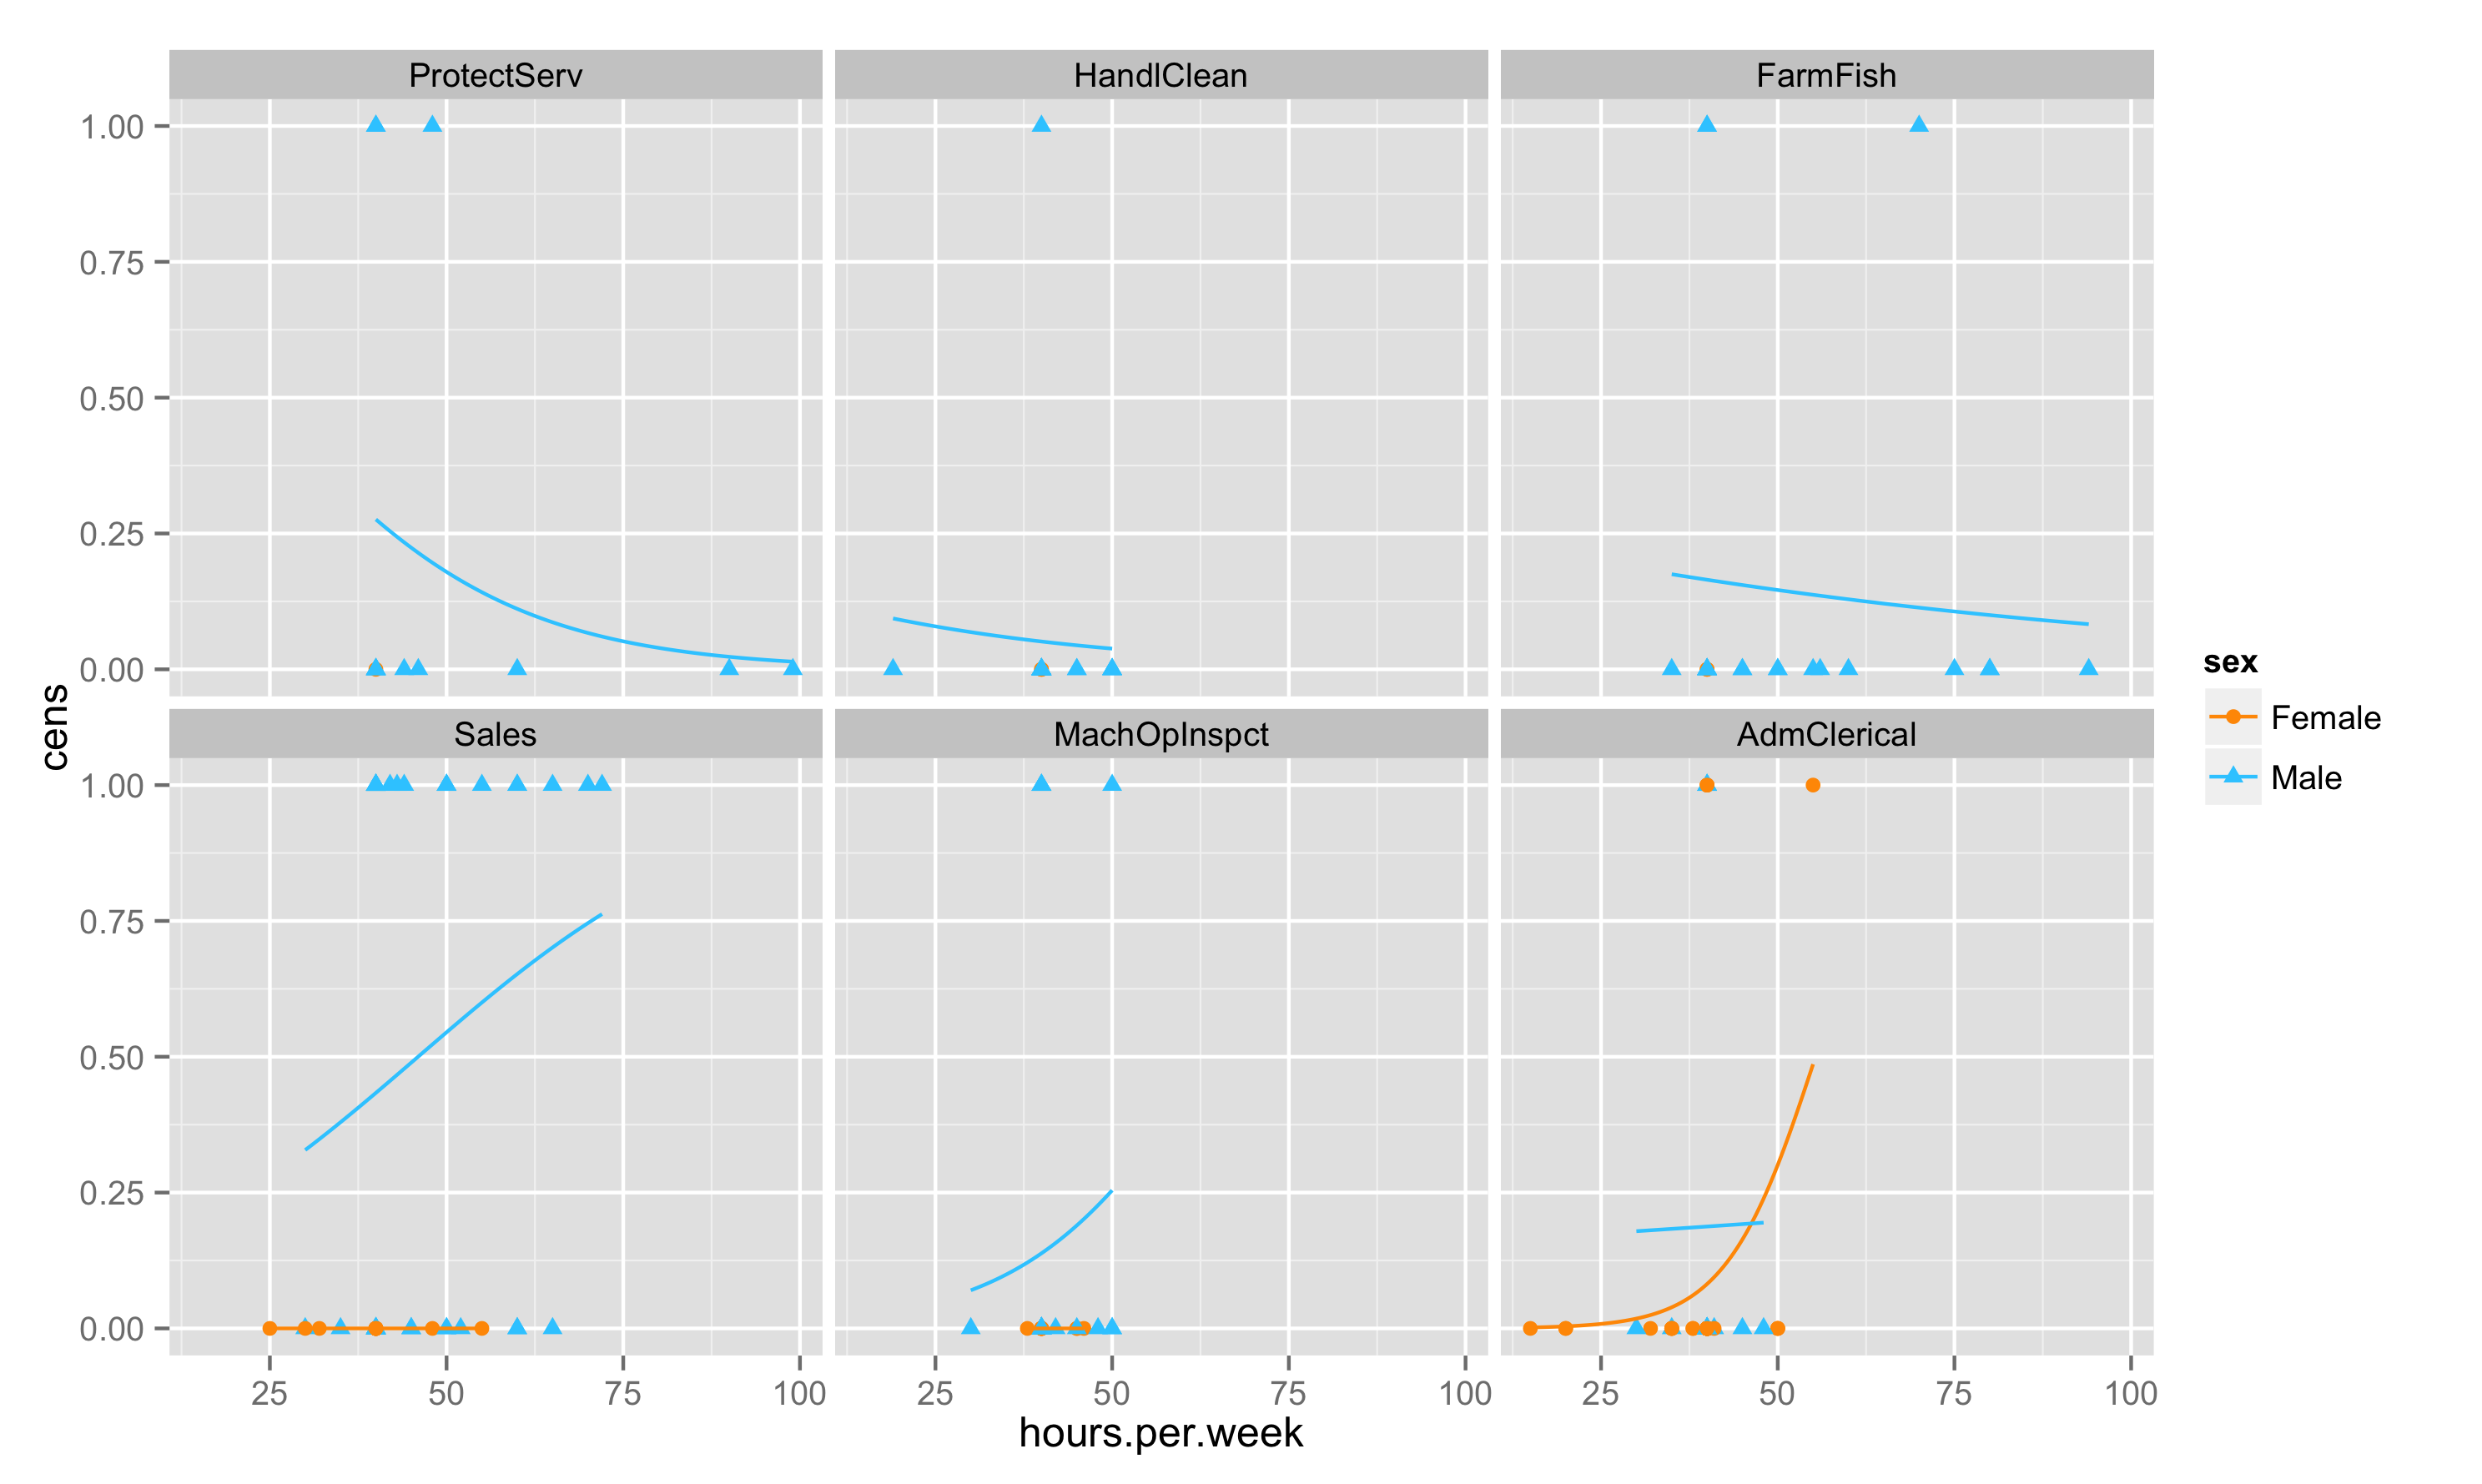 ProtectServ HandlClean FarmFish
1.00
0.75
0.50
0.25
0.00
Sales MachOpInspct AdmClerical
1.00
0.75
0.50
0.25
0.00
25 50 75 100 25 50 75 100 25 50 75 100
hours.per.week
cens
sex
Female
Male